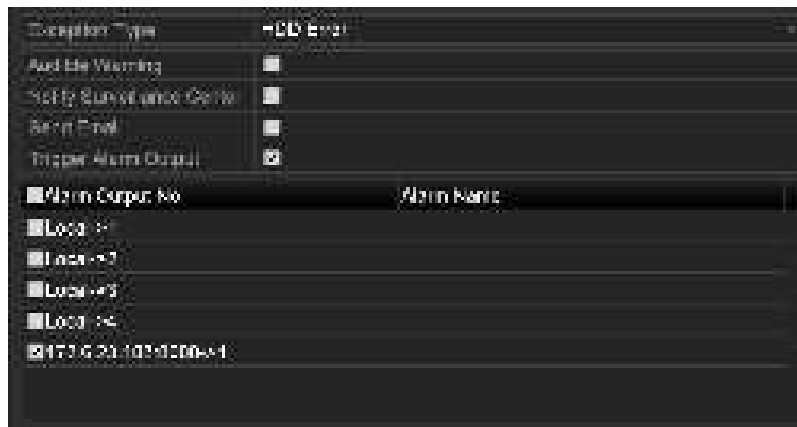 Exception Type HDD Error
Audible Warning
Notify Surveillance Center
Send Email
Trigger Alarm Output
Alarm Output No Alarm Name
Local->1
Local->2
Local->3
Local->4